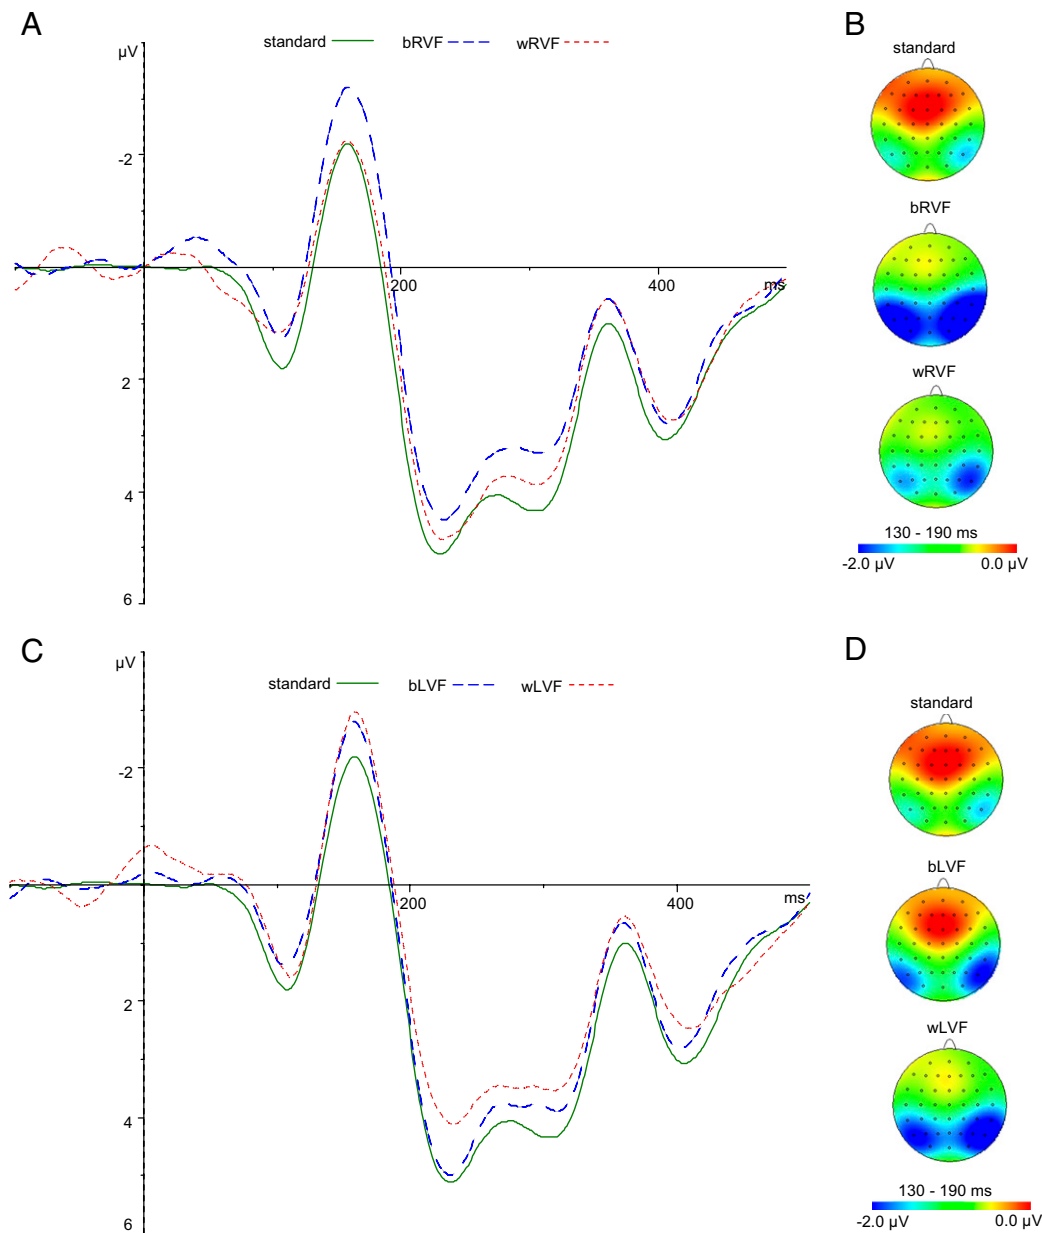 A
µV
standard
bRVF
wRVF
-2
200
400
ms
2
4
6
B
standard
bRVF
wRVF
130 - 190 ms
-2.0 µV
0.0 µV
C
µV
standard
bLVF
wLVF
-2
200
400
ms
2
4
6
D
standard
bLVF
wLVF
130 - 190 ms
-2.0 µV
0.0 µV